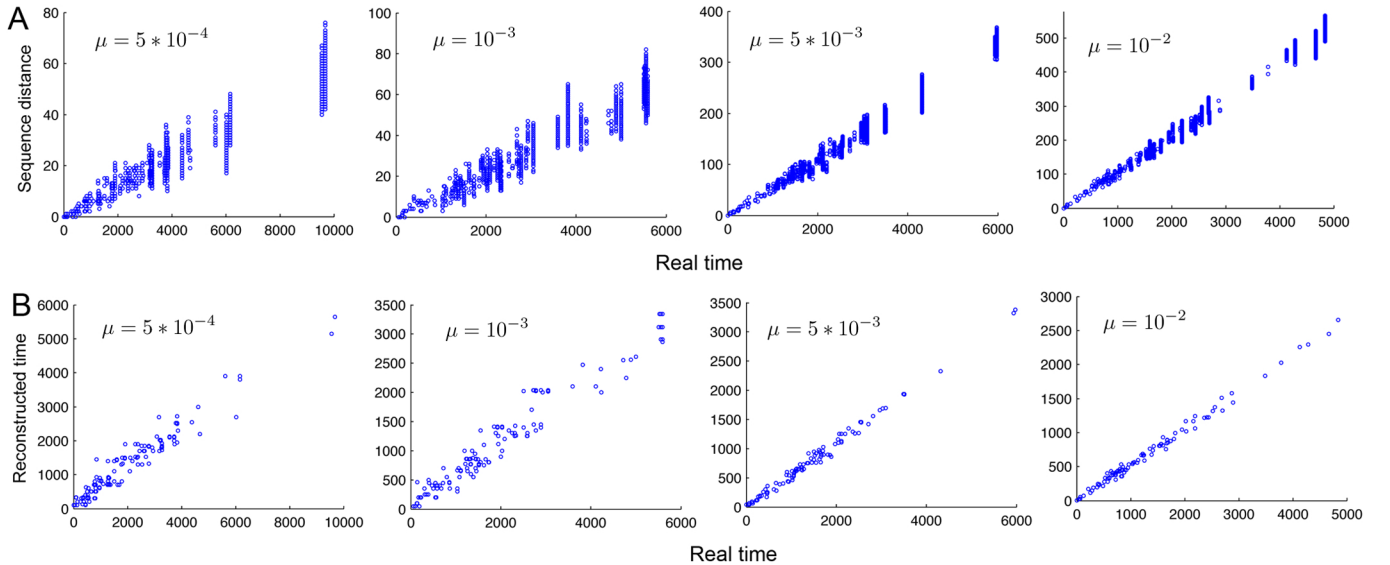 A
Sequence distance
μ = 5 * 10⁻⁴
80
60
40
20
0
0 2000 4000 6000 8000 10000
μ = 10⁻³
100
80
60
40
20
0
0 2000 4000 6000
μ = 5 * 10⁻³
400
300
200
100
0
0 2000 4000 6000
μ = 10⁻²
500
400
300
200
100
0
0 1000 2000 3000 4000 5000
Real time
B
Reconstructed time
μ = 5 * 10⁻⁴
6000
5000
4000
3000
2000
1000
0
0 2000 4000 6000 8000 10000
μ = 10⁻³
3500
3000
2500
2000
1500
1000
500
0
0 2000 4000 6000
μ = 5 * 10⁻³
3500
3000
2500
2000
1500
1000
500
0
0 2000 4000 6000
μ = 10⁻²
3000
2500
2000
1500
1000
500
0
0 1000 2000 3000 4000 5000
Real time